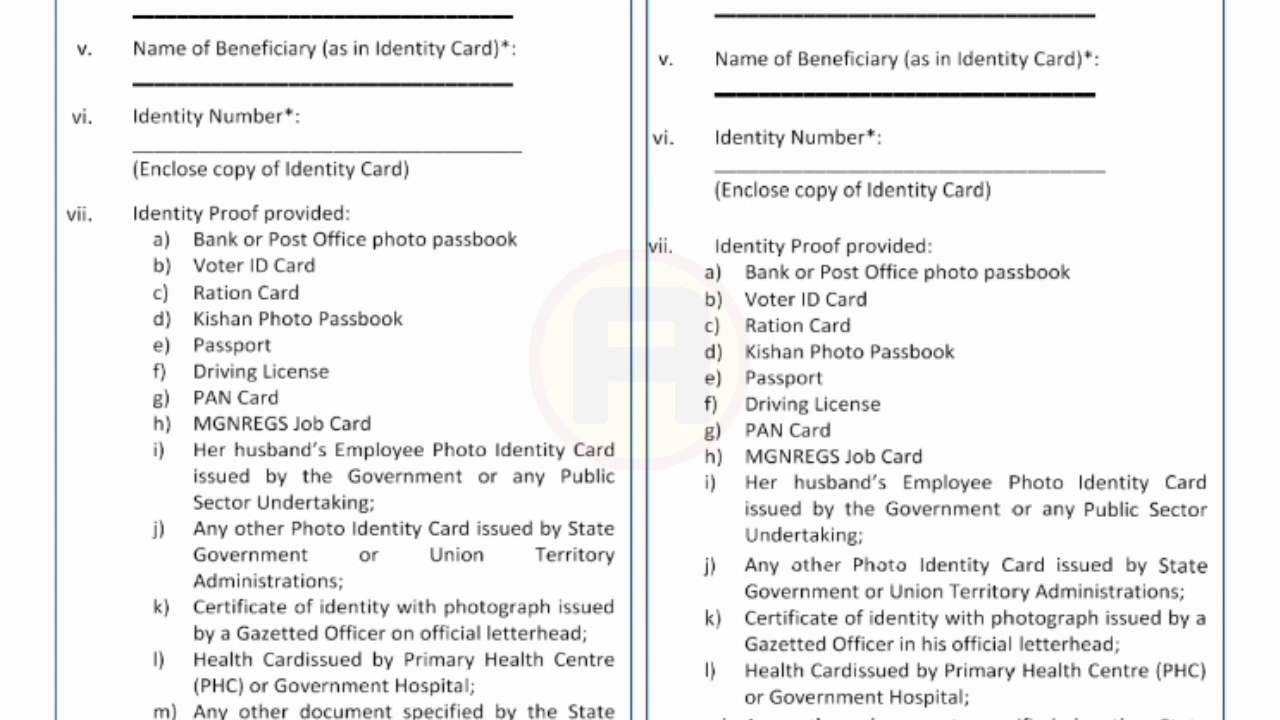 v. Name of Beneficiary (as in Identity Card)*:
vi. Identity Number*:
(Enclose copy of Identity Card)
vii. Identity Proof provided:
a) Bank or Post Office photo passbook
b) Voter ID Card
c) Ration Card
d) Kishan Photo Passbook
e) Passport
f) Driving License
g) PAN Card
h) MGNREGS Job Card
i) Her husband's Employee Photo Identity Card
issued by the Government or any Public
Sector Undertaking;
j) Any other Photo Identity Card issued by State
Government or Union Territory
Administrations;
k) Certificate of identity with photograph issued
by a Gazetted Officer on official letterhead;
l) Health Cardissued by Primary Health Centre
(PHC) or Government Hospital;
m) Any other document specified by the State
v. Name of Beneficiary (as in Identity Card)*:
vi. Identity Number*:
(Enclose copy of Identity Card)
vii. Identity Proof provided:
a) Bank or Post Office photo passbook
b) Voter ID Card
c) Ration Card
d) Kishan Photo Passbook
e) Passport
f) Driving License
g) PAN Card
h) MGNREGS Job Card
i) Her husband's Employee Photo Identity Card
issued by the Government or any Public Sector
Undertaking;
j) Any other Photo Identity Card issued by State
Government or Union Territory Administrations;
k) Certificate of identity with photograph issued by a
Gazetted Officer in his official letterhead;
l) Health Cardissued by Primary Health Centre (PHC)
or Government Hospital;
A